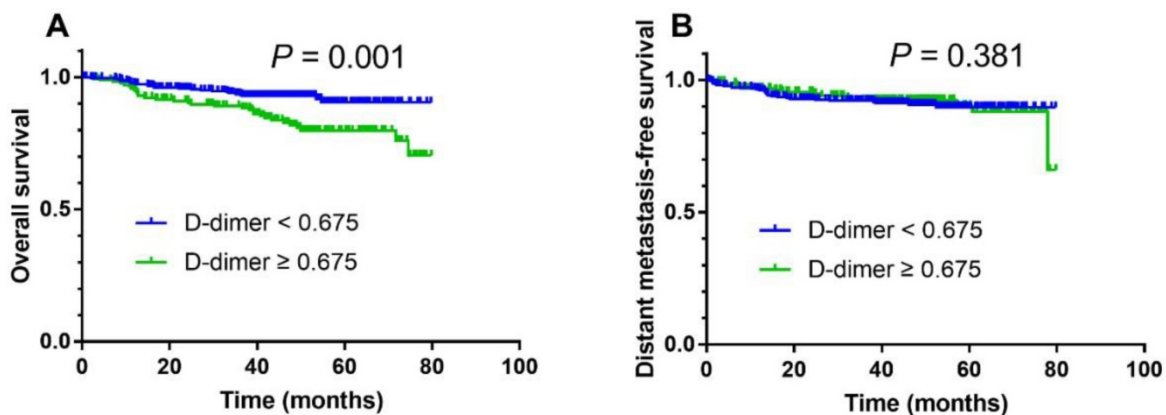 A
P = 0.001
Overall survival
1.0
0.5
0.0
D-dimer < 0.675
D-dimer ≥ 0.675
0 20 40 60 80 100
Time (months)
B
P = 0.381
Distant metastasis-free survival
1.0
0.5
0.0
D-dimer < 0.675
D-dimer ≥ 0.675
0 20 40 60 80 100
Time (months)